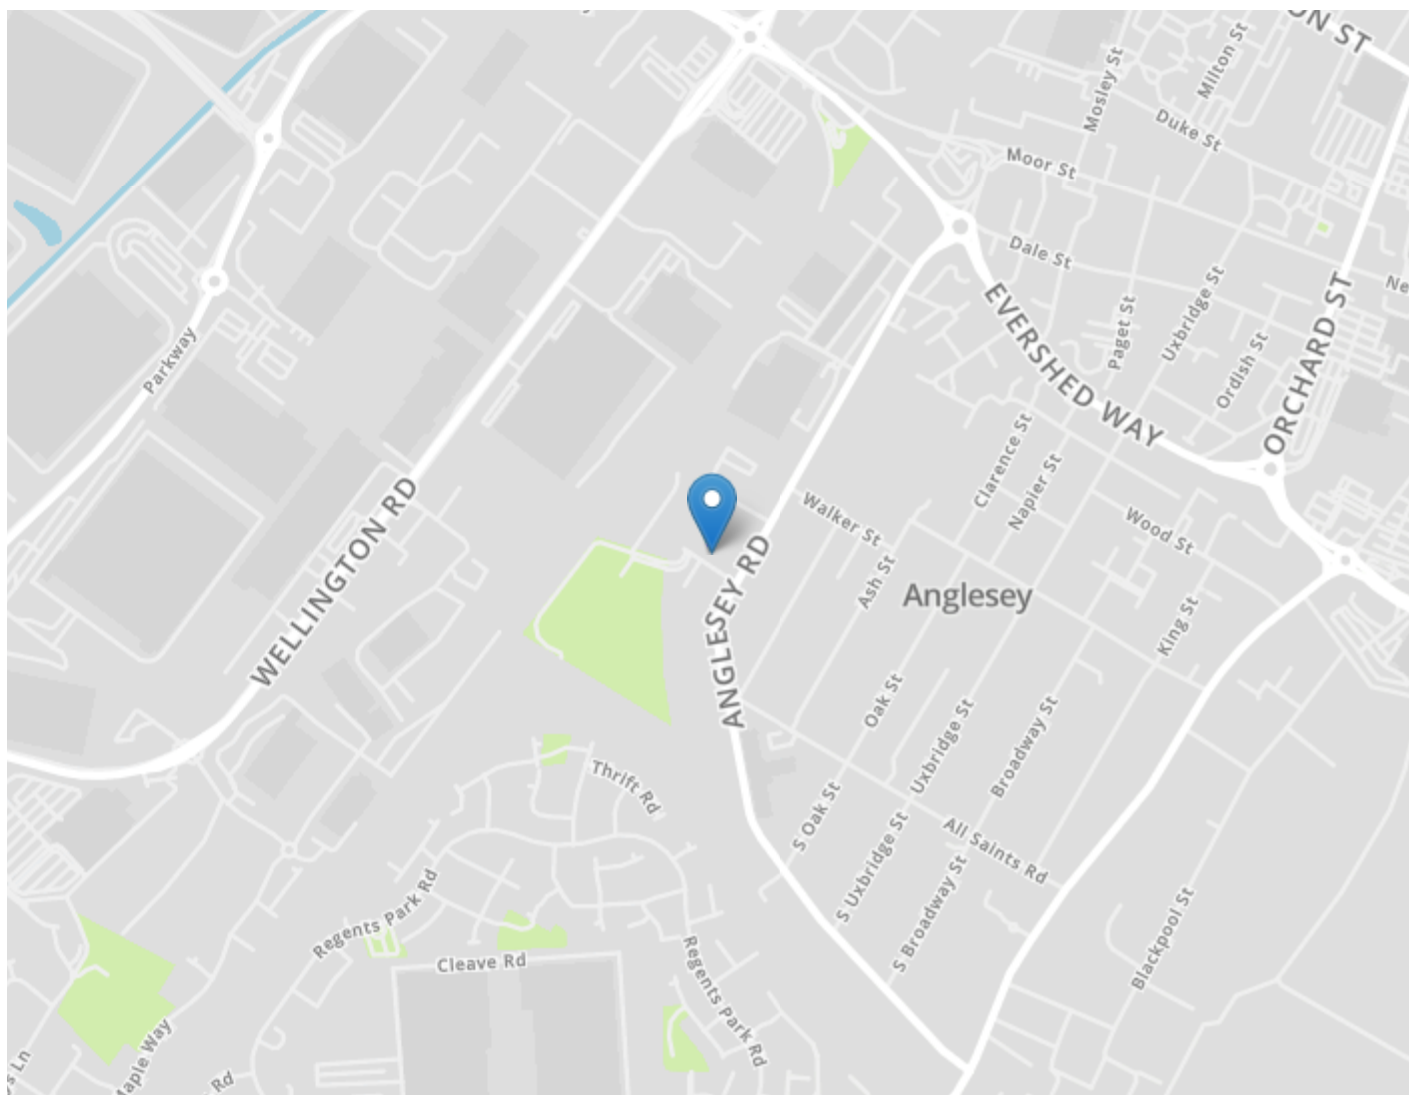 ON ST
Mosley St
Milton St
Duke St
Moor St
Dale St
Ne
EVERSHED WAY
Paget St
Uxbridge St
Ordish St
ORCHARD ST
Parkway
Clarence St
Napier St
WELLINGTON RD
Walker St
Wood St
ANGLESEY RD
Ash St
Anglesey
King St
ANGLESEY RD
Oak St
Uxbridge St
Broadway St
Thrift Rd
S Oak St
All Saints Rd
S Uxbridge St
S Broadway St
Regents Park Rd
Cleave Rd
Regents Park Rd
Blackpool St
Maple Way
s Ln
Rd